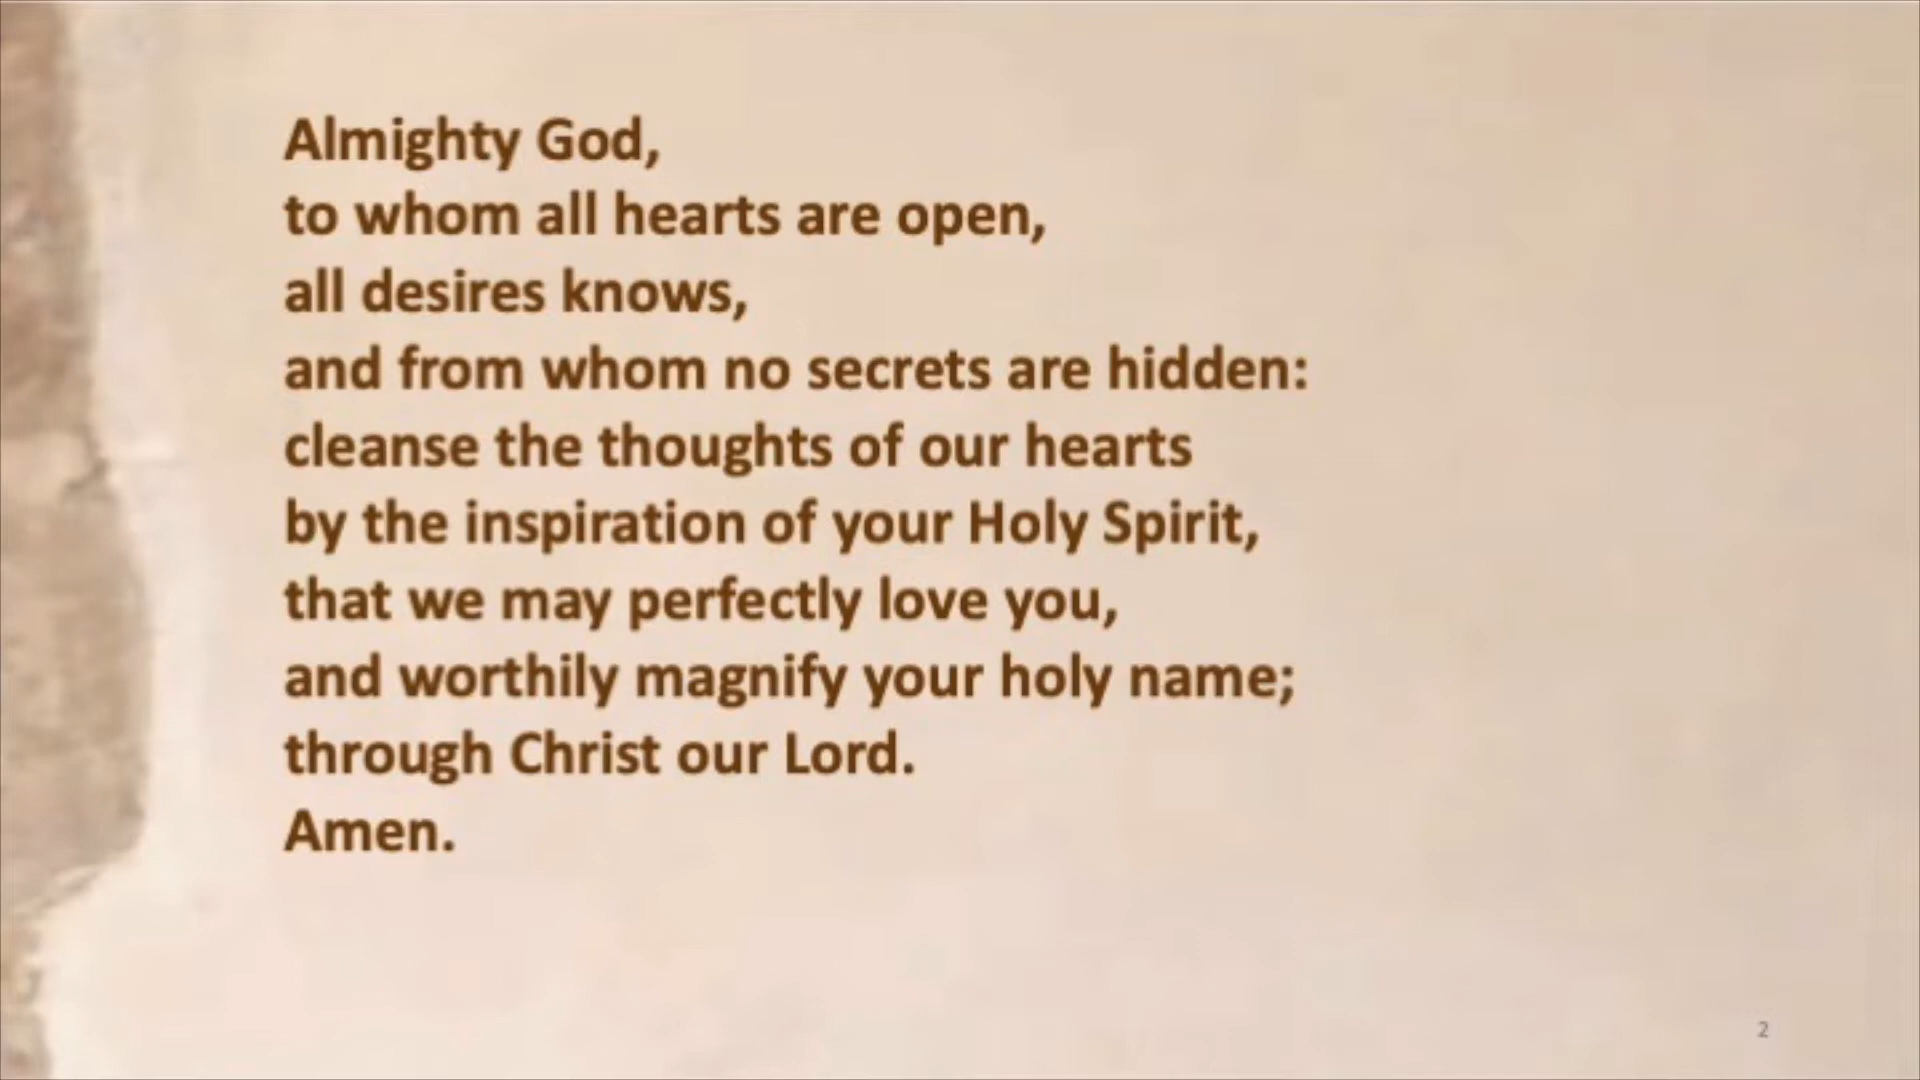 Almighty God,
to whom all hearts are open,
all desires knows,
and from whom no secrets are hidden:
cleanse the thoughts of our hearts
by the inspiration of your Holy Spirit,
that we may perfectly love you,
and worthily magnify your holy name;
through Christ our Lord.
Amen.
2